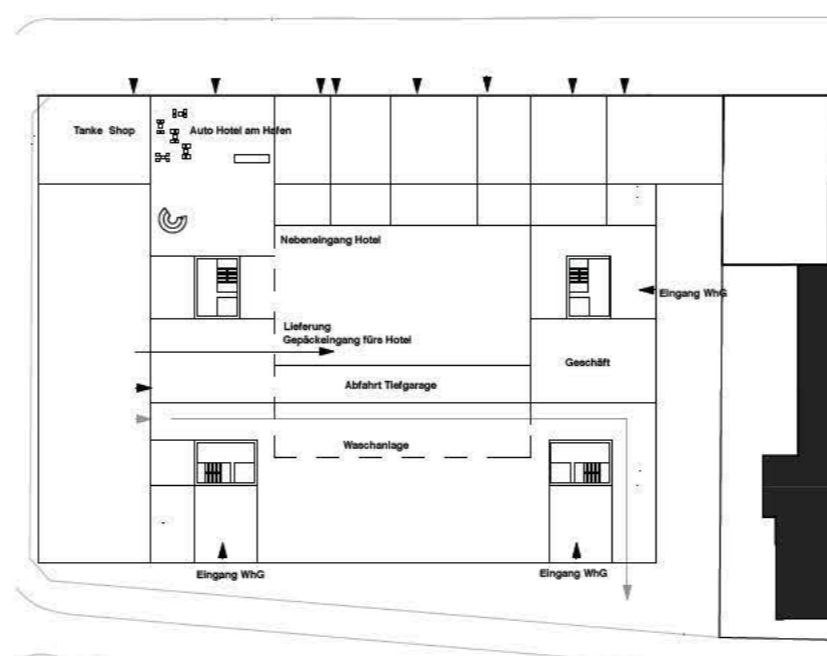 Tanke Shop
Auto Hotel am Hafen
Nebeneingang Hotel
Eingang WhG
Lieferung
Gepäckeingang fürs Hotel
Geschäft
Abfahrt Tiefgarage
Waschanlage
Eingang WhG
Eingang WhG